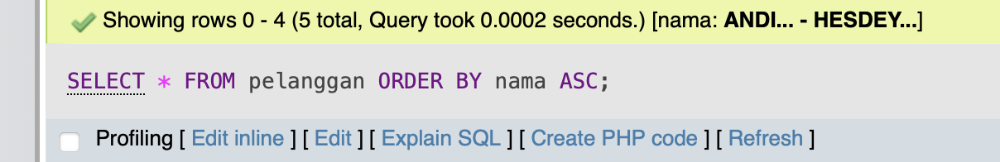 Showing rows 0 - 4 (5 total, Query took 0.0002 seconds.) [nama: ANDI... - HESDEY...]
SELECT * FROM pelanggan ORDER BY nama ASC;
Profiling [ Edit inline ] [ Edit ] [ Explain SQL ] [ Create PHP code ] [ Refresh ]